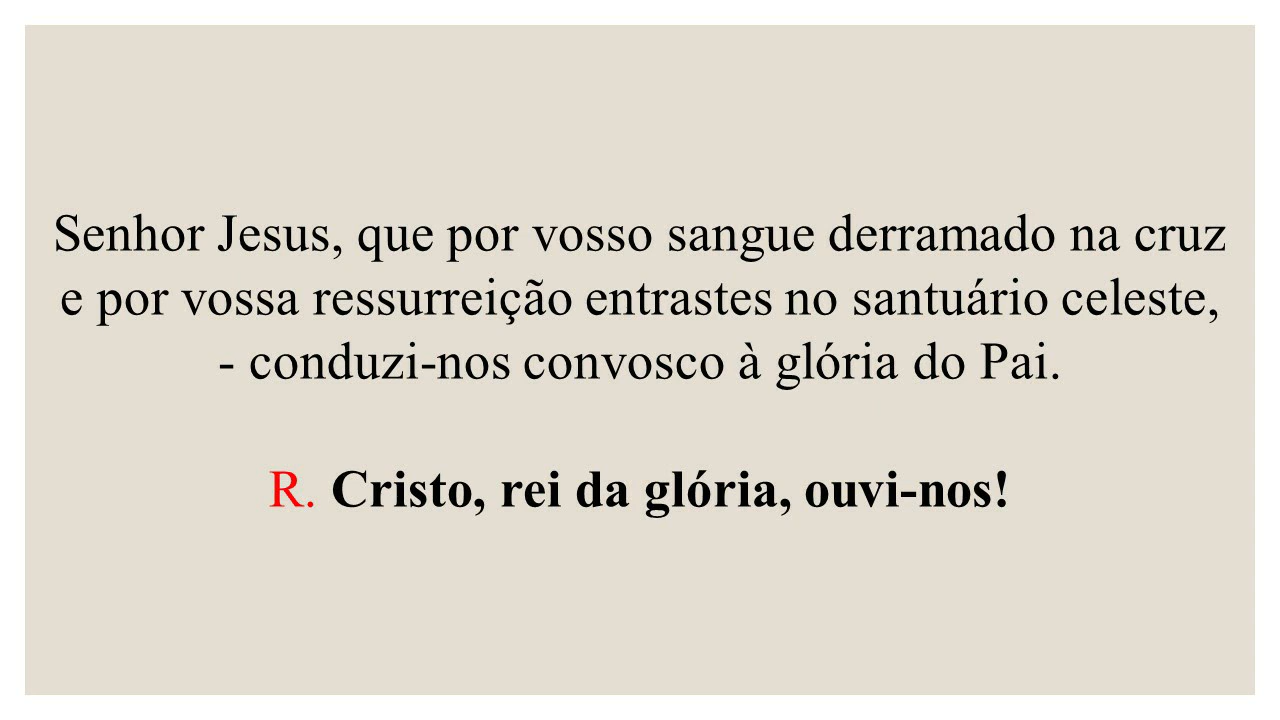 Senhor Jesus, que por vosso sangue derramado na cruz
e por vossa ressurreição entrastes no santuário celeste,
- conduzi-nos convosco à glória do Pai.
R. Cristo, rei da glória, ouvi-nos!